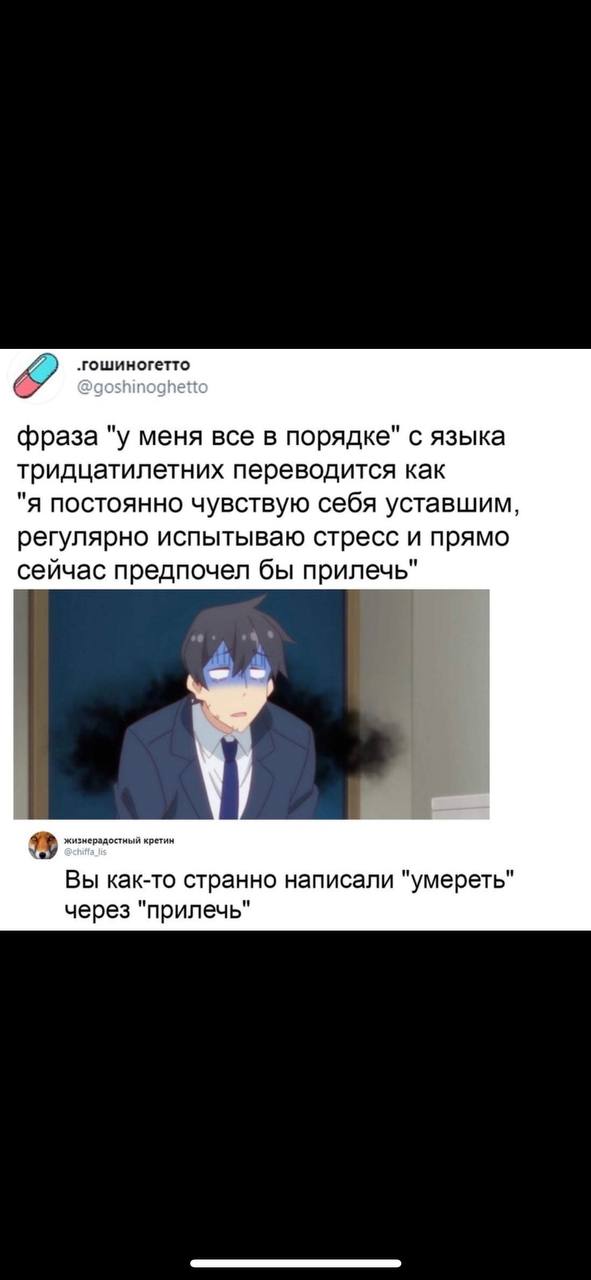 .гошиногетто
@goshinoghetto
фраза "у меня все в порядке" с языка
тридцатилетних переводится как
"я постоянно чувствую себя уставшим,
регулярно испытываю стресс и прямо
сейчас предпочел бы прилечь"
жизнерадостный кретин
@chiffa_lis
Вы как-то странно написали "умереть"
через "прилечь"